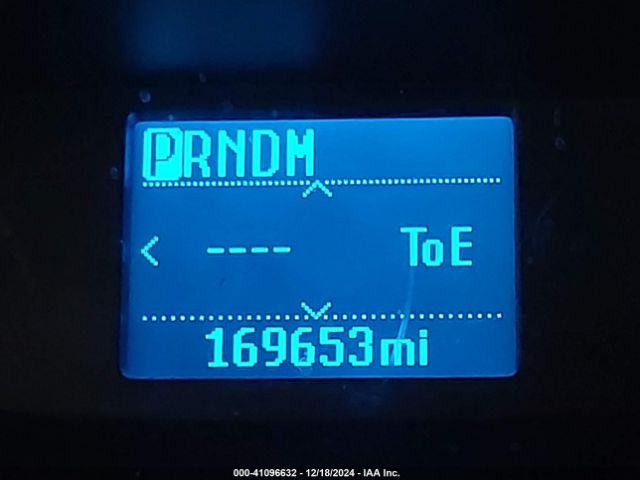 PRNDM
< ---- ToE
169653mi
000-41096632 - 12/18/2024 - IAA Inc.